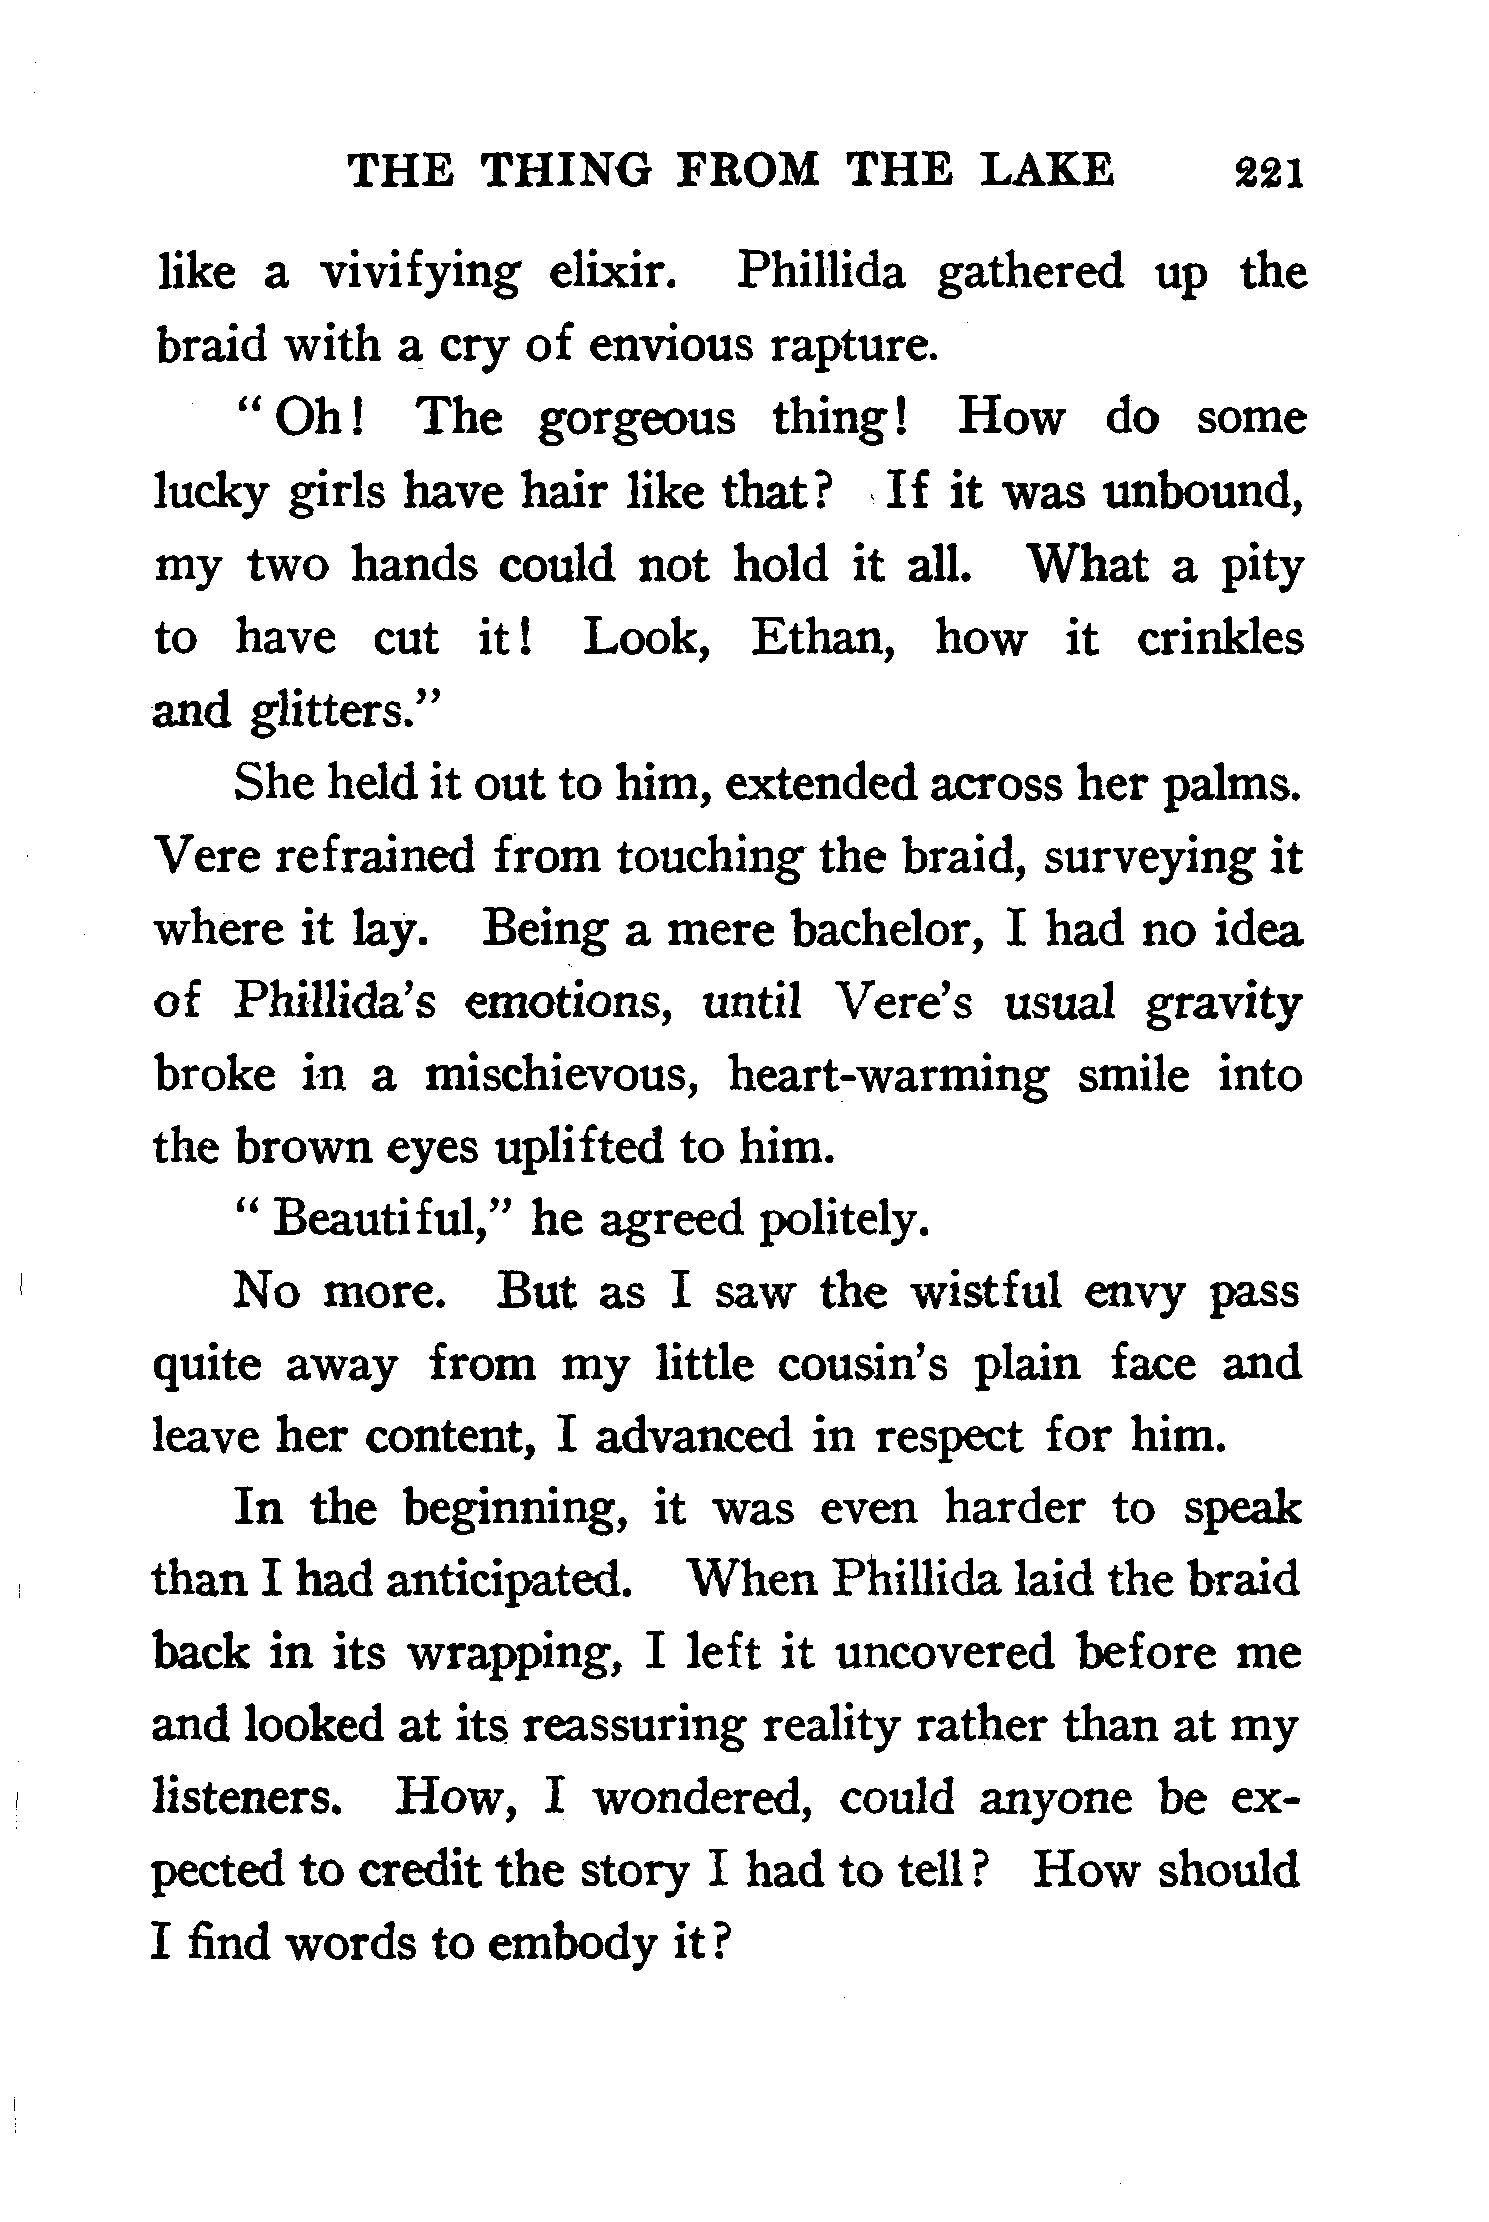 THE THING FROM THE LAKE 221
like a vivifying elixir. Phillida gathered up the
braid with a cry of envious rapture.
“ Oh! The gorgeous thing! How do some
lucky girls have hair like that? If it was unbound,
my two hands could not hold it all. What a pity
to have cut it! Look, Ethan, how it crinkles
and glitters.”
She held it out to him, extended across her palms.
Vere refrained from touching the braid, surveying it
where it lay. Being a mere bachelor, I had no idea
of Phillida’s emotions, until Vere’s usual gravity
broke in a mischievous, heart-warming smile into
the brown eyes uplifted to him.
“ Beautiful,” he agreed politely.
No more. But as I saw the wistful envy pass
quite away from my little cousin’s plain face and
leave her content, I advanced in respect for him.
In the beginning, it was even harder to speak
than I had anticipated. When Phillida laid the braid
back in its wrapping, I left it uncovered before me
and looked at its reassuring reality rather than at my
listeners. How, I wondered, could anyone be ex-
pected to credit the story I had to tell? How should
I find words to embody it?